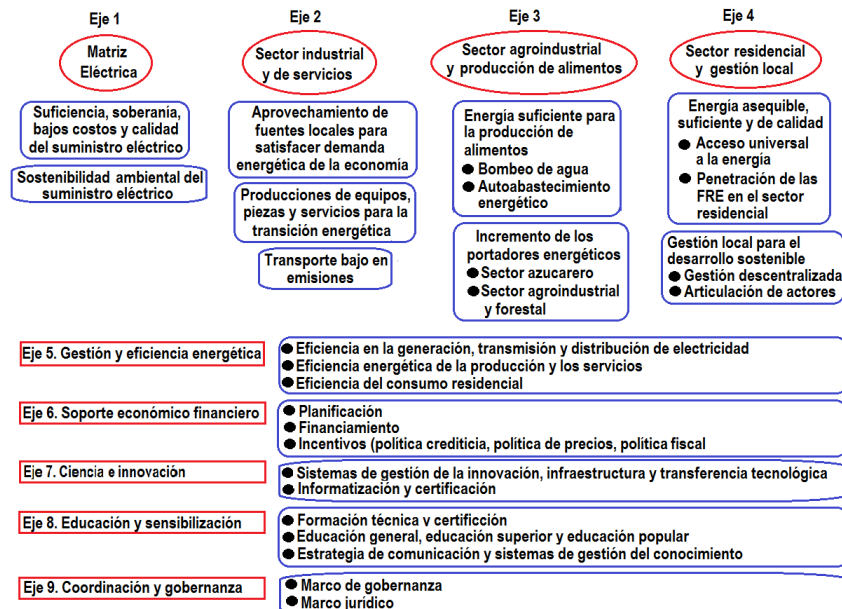 Eje 1
Matriz
Eléctrica
Suficiencia, soberanía,
bajos costos y calidad
del suministro eléctrico
Sostenibilidad ambiental del
suministro eléctrico
Eje 2
Sector industrial
y de servicios
Aprovechamiento de
fuentes locales para
satisfacer demanda
energética de la economía
Producciones de equipos,
piezas y servicios para la
transición energética
Transporte bajo en
emisiones
Eje 3
Sector agroindustrial
y producción de alimentos
Energía suficiente para
la producción de
alimentos
● Bombeo de agua
● Autoabastecimiento
energético
Incremento de los
portadores energéticos
● Sector azucarero
● Sector agroindustrial
y forestal
Eje 4
Sector residencial
y gestión local
Energía asequible,
suficiente y de calidad
● Acceso universal
a la energía
● Penetración de las
FRE en el sector
residencial
Gestión local para el
desarrollo sostenible
● Gestión descentralizada
● Articulación de actores
Eje 5. Gestión y eficiencia energética
● Eficiencia en la generación, transmisión y distribución de electricidad
● Eficiencia energética de la producción y los servicios
● Eficiencia del consumo residencial
Eje 6. Soporte económico financiero
● Planificación
● Financiamiento
● Incentivos (política crediticia, política de precios, política fiscal
Eje 7. Ciencia e innovación
● Sistemas de gestión de la innovación, infraestructura y transferencia tecnológica
● Informatización y certificación
Eje 8. Educación y sensibilización
● Formación técnica y certificción
● Educación general, educación superior y educación popular
● Estrategia de comunicación y sistemas de gestión del conocimiento
Eje 9. Coordinación y gobernanza
● Marco de gobernanza
● Marco jurídico